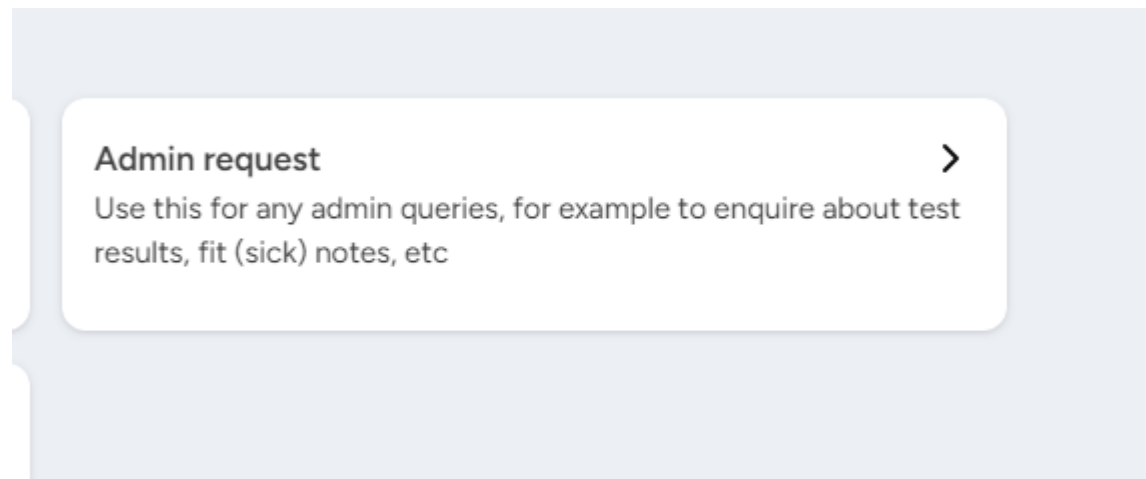 Admin request
Use this for any admin queries, for example to enquire about test
results, fit (sick) notes, etc